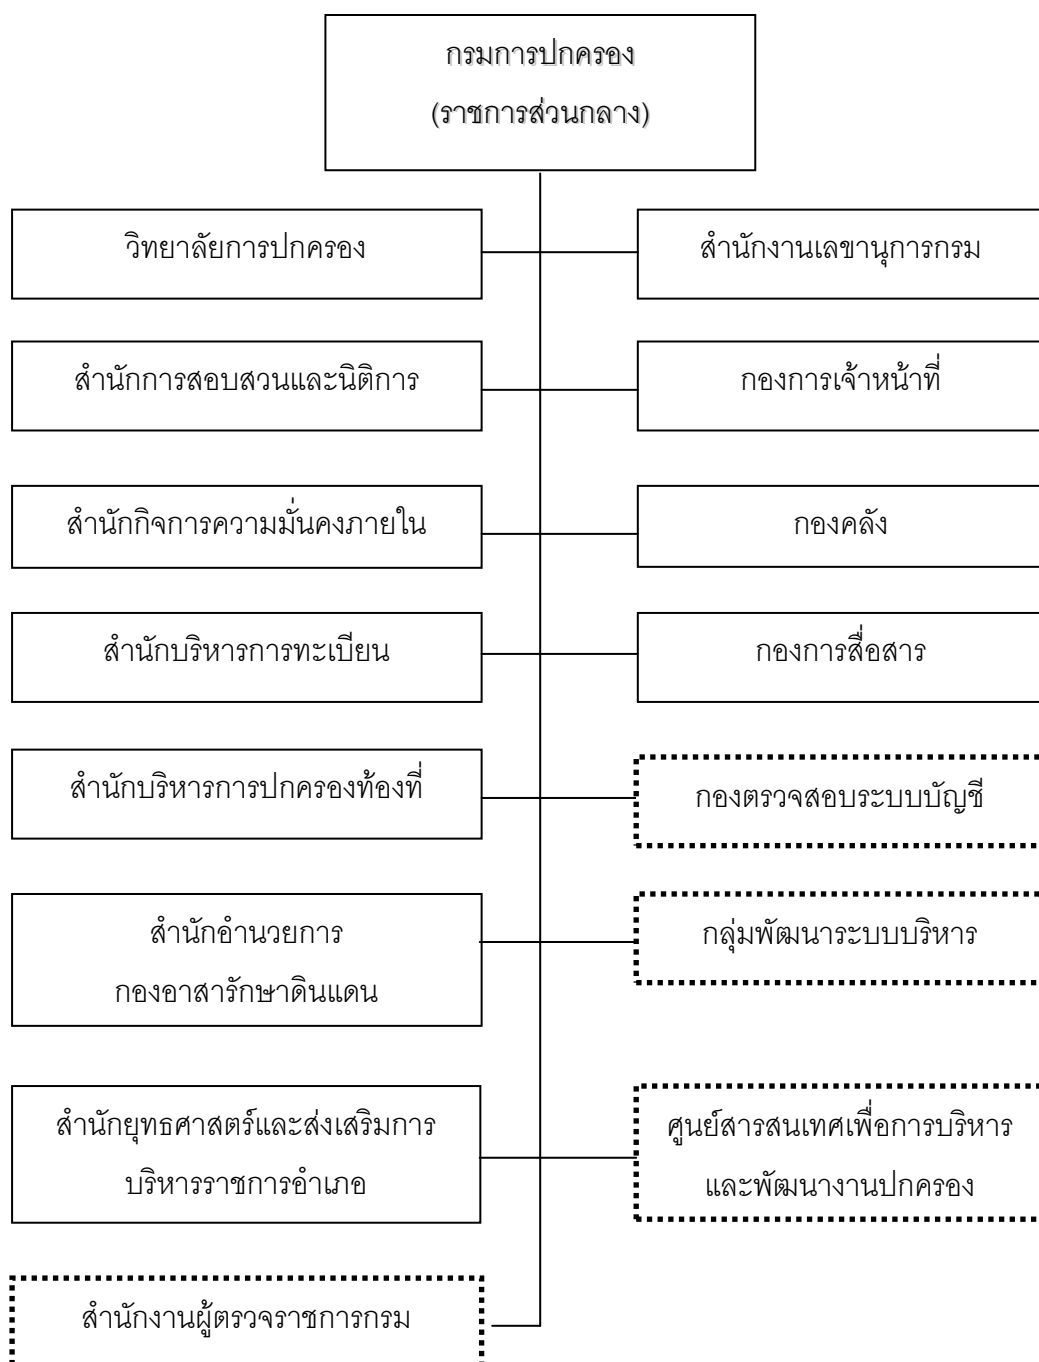 กรมการปกครอง
(ราชการส่วนกลาง)
วิทยาลัยการปกครอง
สำนักงานเลขานุการกรม
สำนักการสอบสวนและนิติการ
กองการเจ้าหน้าที่
สำนักกิจการความมั่นคงภายใน
กองคลัง
สำนักบริหารการทะเบียน
กองการสื่อสาร
สำนักบริหารการปกครองท้องที่
กองตรวจสอบระบบบัญชี
สำนักอำนวยการ
กองอาสารักษาดินแดน
กลุ่มพัฒนาระบบบริหาร
สำนักยุทธศาสตร์และส่งเสริมการ
บริหารราชการอำเภอ
ศูนย์สารสนเทศเพื่อการบริหาร
และพัฒนางานปกครอง
สำนักงานผู้ตรวจราชการกรม